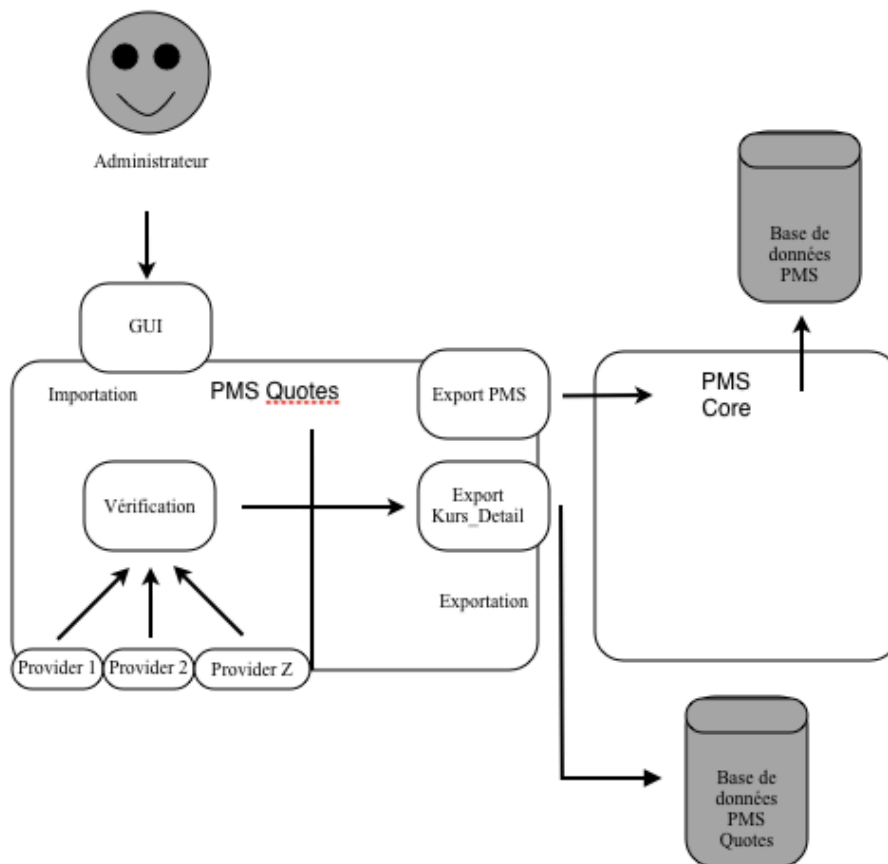 Administrateur
Base de
données
PMS
GUI
Importation
PMS Quotes
Export PMS
PMS
Core
Vérification
Export
Kurs_Detail
Exportation
Provider 1
Provider 2
Provider Z
Base de
données
PMS
Quotes